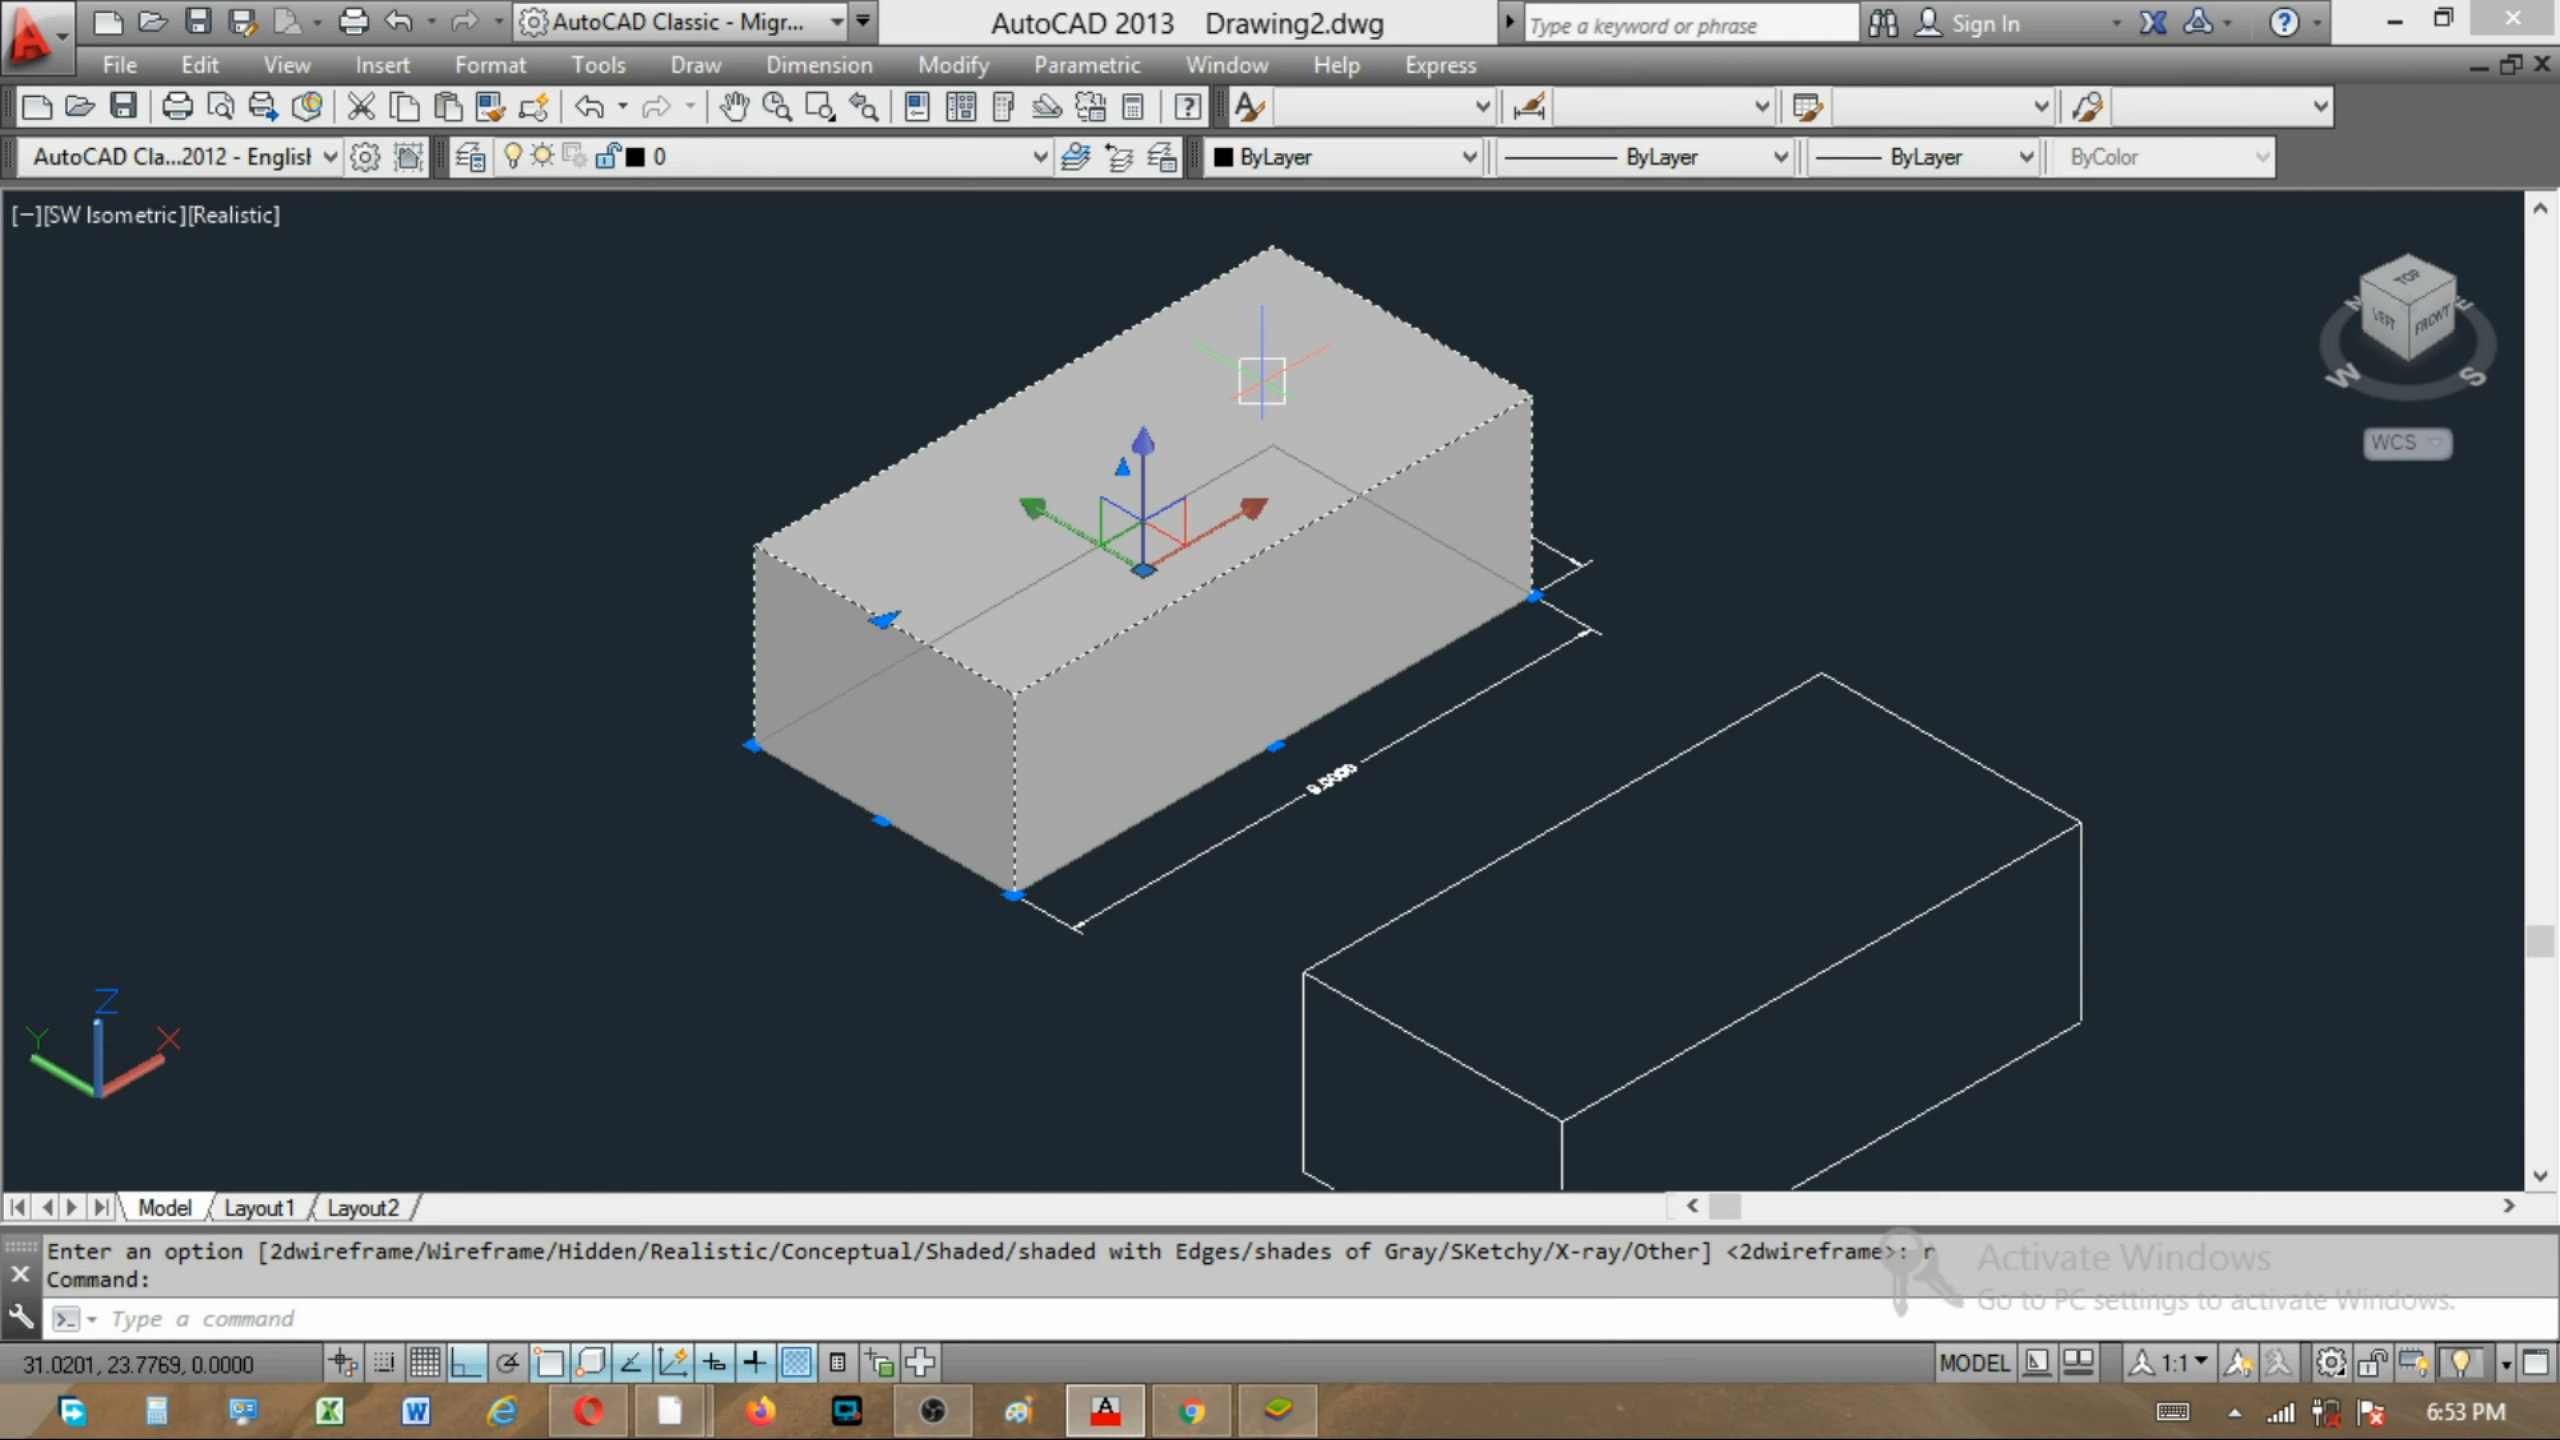 AutoCAD Classic - Migr...
AutoCAD 2013 Drawing2.dwg
Type a keyword or phrase
Sign In
File Edit View Insert Format Tools Draw Dimension Modify Parametric Window Help Express
AutoCAD Cla...2012 - English
0
ByLayer
ByLayer
ByLayer
ByColor
[−][SW Isometric][Realistic]
TOP
LEFT
FRONT
N
E
W
S
WCS
Z
Y
X
Model Layout1 Layout2
Enter an option [2dwireframe/Wireframe/Hidden/Realistic/Conceptual/Shaded/shaded with Edges/shades of Gray/SKetchy/X-ray/Other] <2dwireframe>: r
Command:
Type a command
Activate Windows
Go to PC settings to activate Windows.
31.0201, 23.7769, 0.0000
MODEL
1:1
6:53 PM